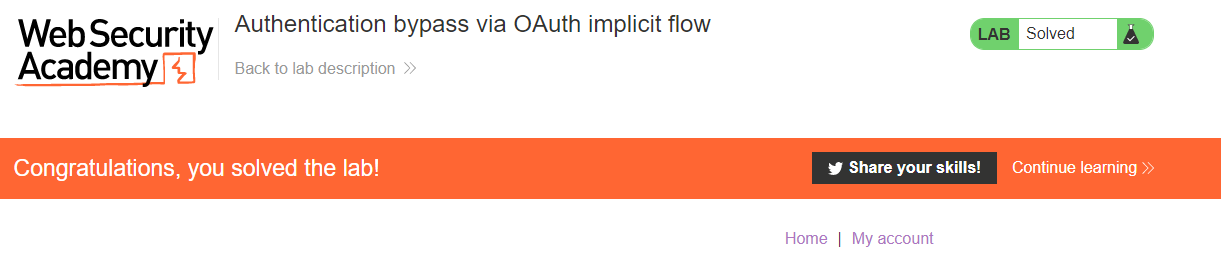 Web Security
Academy
Authentication bypass via OAuth implicit flow
Back to lab description
LAB Solved
Congratulations, you solved the lab!
Share your skills!
Continue learning
Home | My account